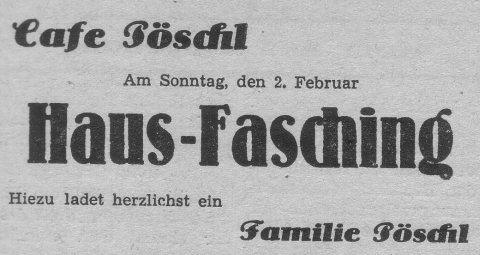 Cafe Pöschl
Am Sonntag, den 2. Februar
Haus-Fasching
Hiezu ladet herzlichst ein
Familie Pöschl